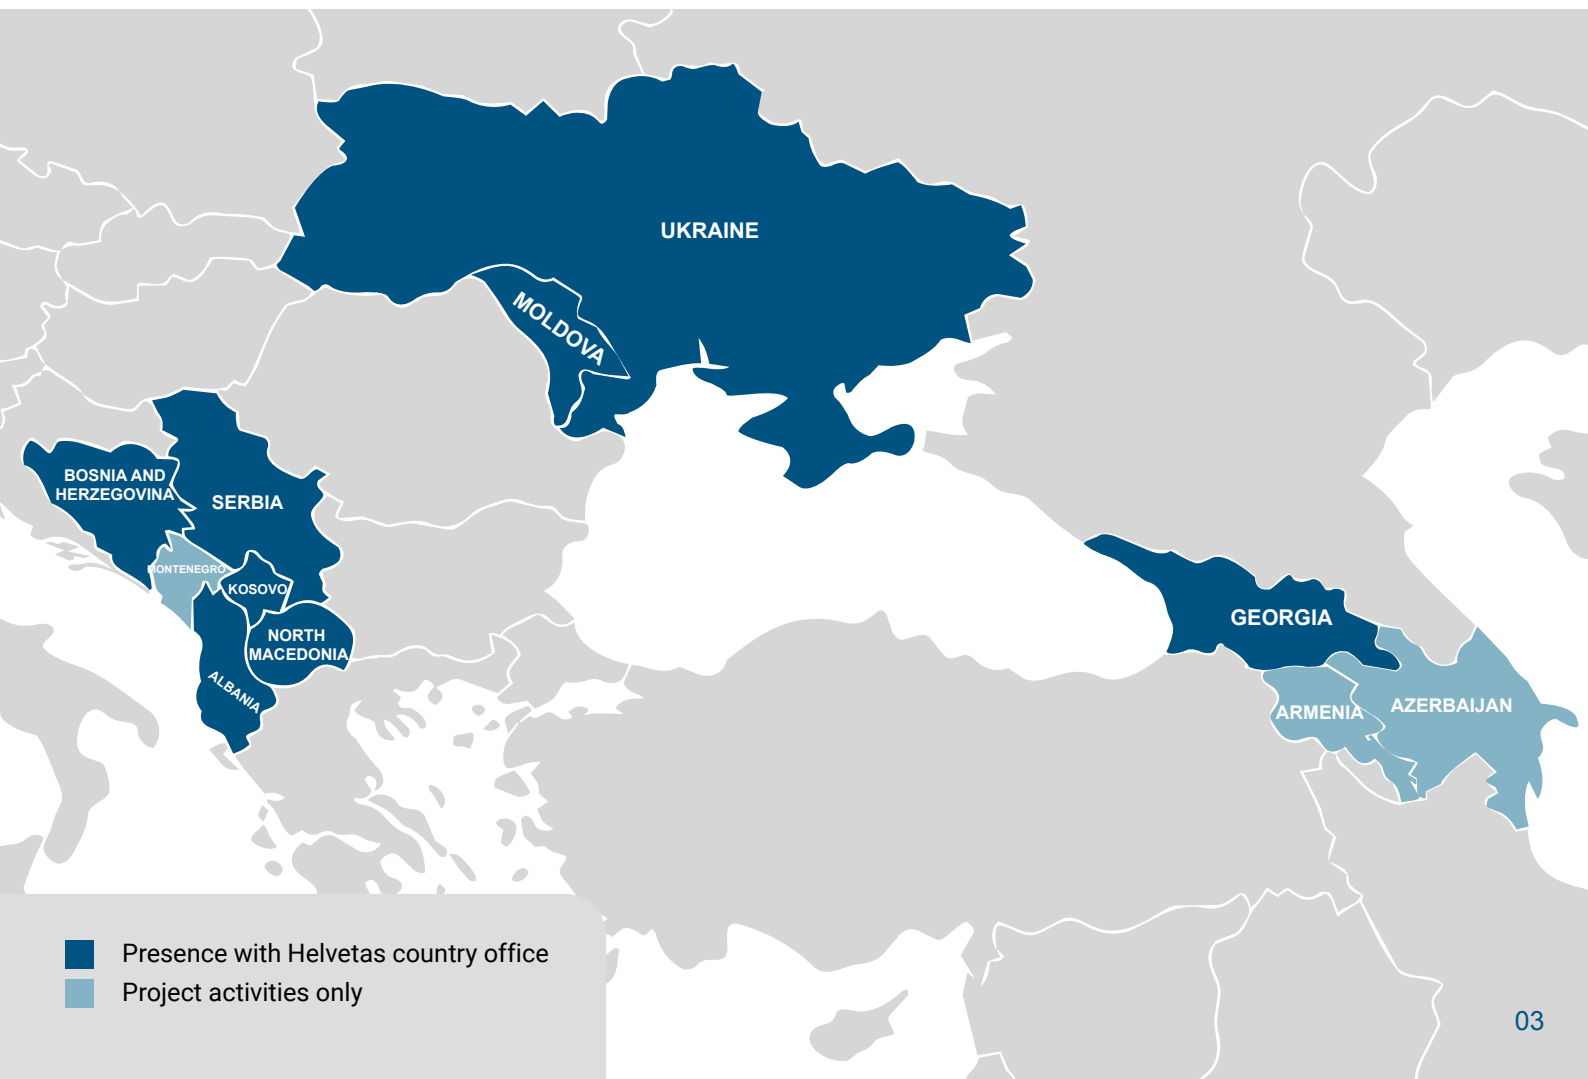 UKRAINE
MOLDOVA
BOSNIA AND
HERZEGOVINA
SERBIA
MONTENEGRO
KOSOVO
NORTH
MACEDONIA
ALBANIA
GEORGIA
ARMENIA
AZERBAIJAN
Presence with Helvetas country office
Project activities only
03